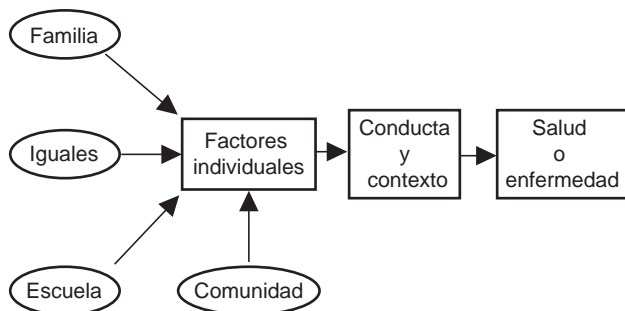 Familia
Iguales
Factores
individuales
Conducta
y
contexto
Salud
o
enfermedad
Escuela
Comunidad